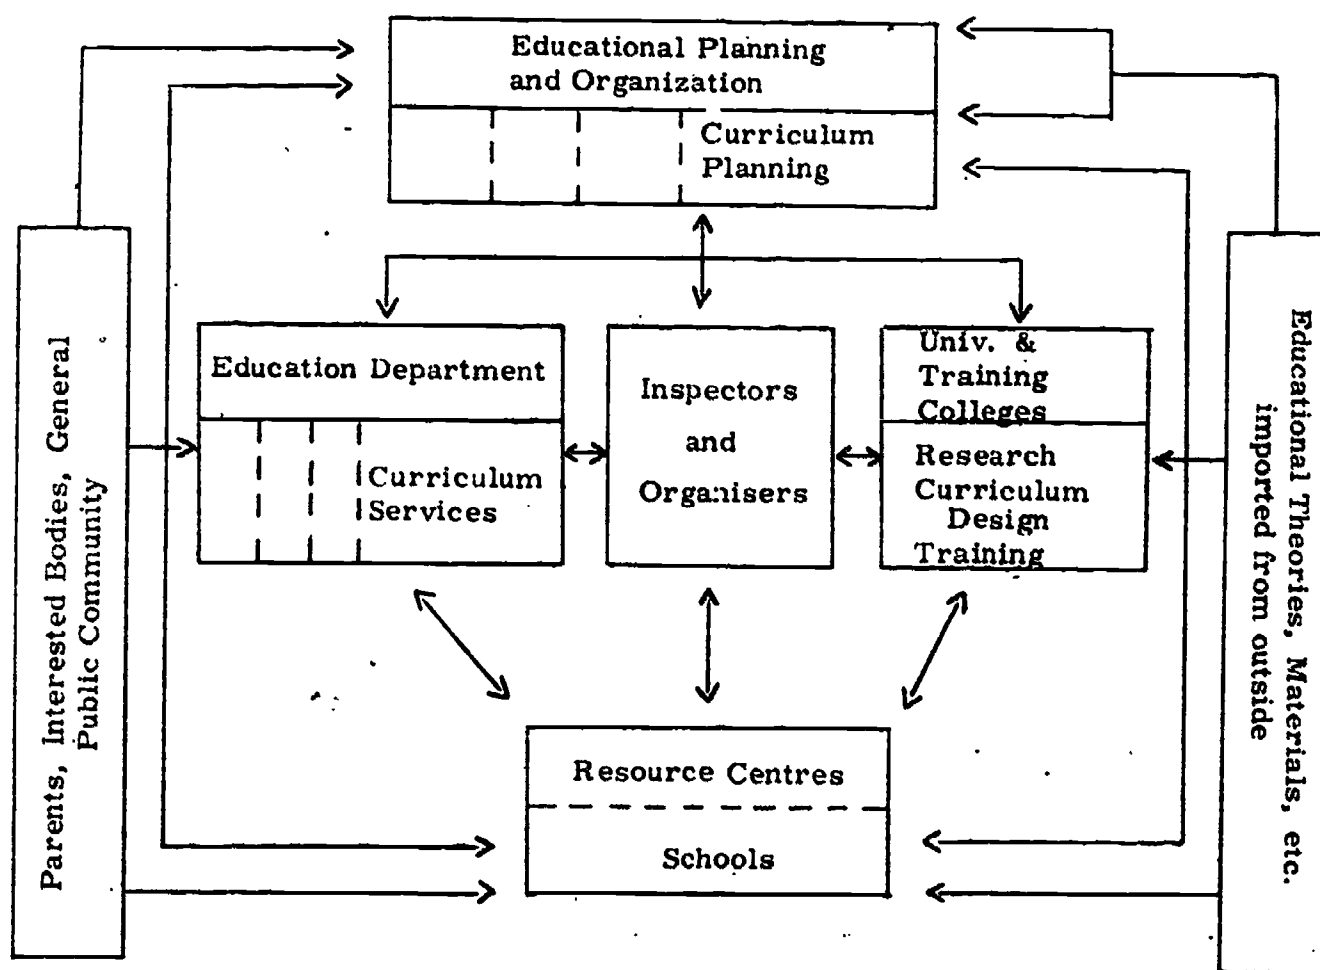 Educational Planning
and Organization
Curriculum
Planning
Parents, Interested Bodies, General
Public Community
Education Department
Curriculum
Services
Inspectors
and
Organisers
Univ. &
Training
Colleges
Research
Curriculum
Design
Training
Educational Theories, Materials, etc.
imported from outside
Resource Centres
Schools